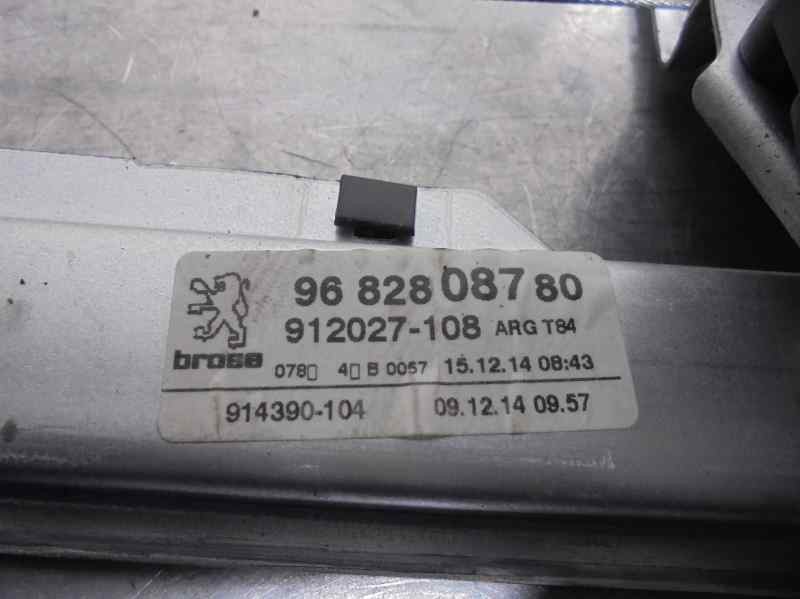 96 828 087 80
912027-108 ARG T84
brose
078▯ 4▯ B 0057 15.12.14 08:43
914390-104 09.12.14 09.57